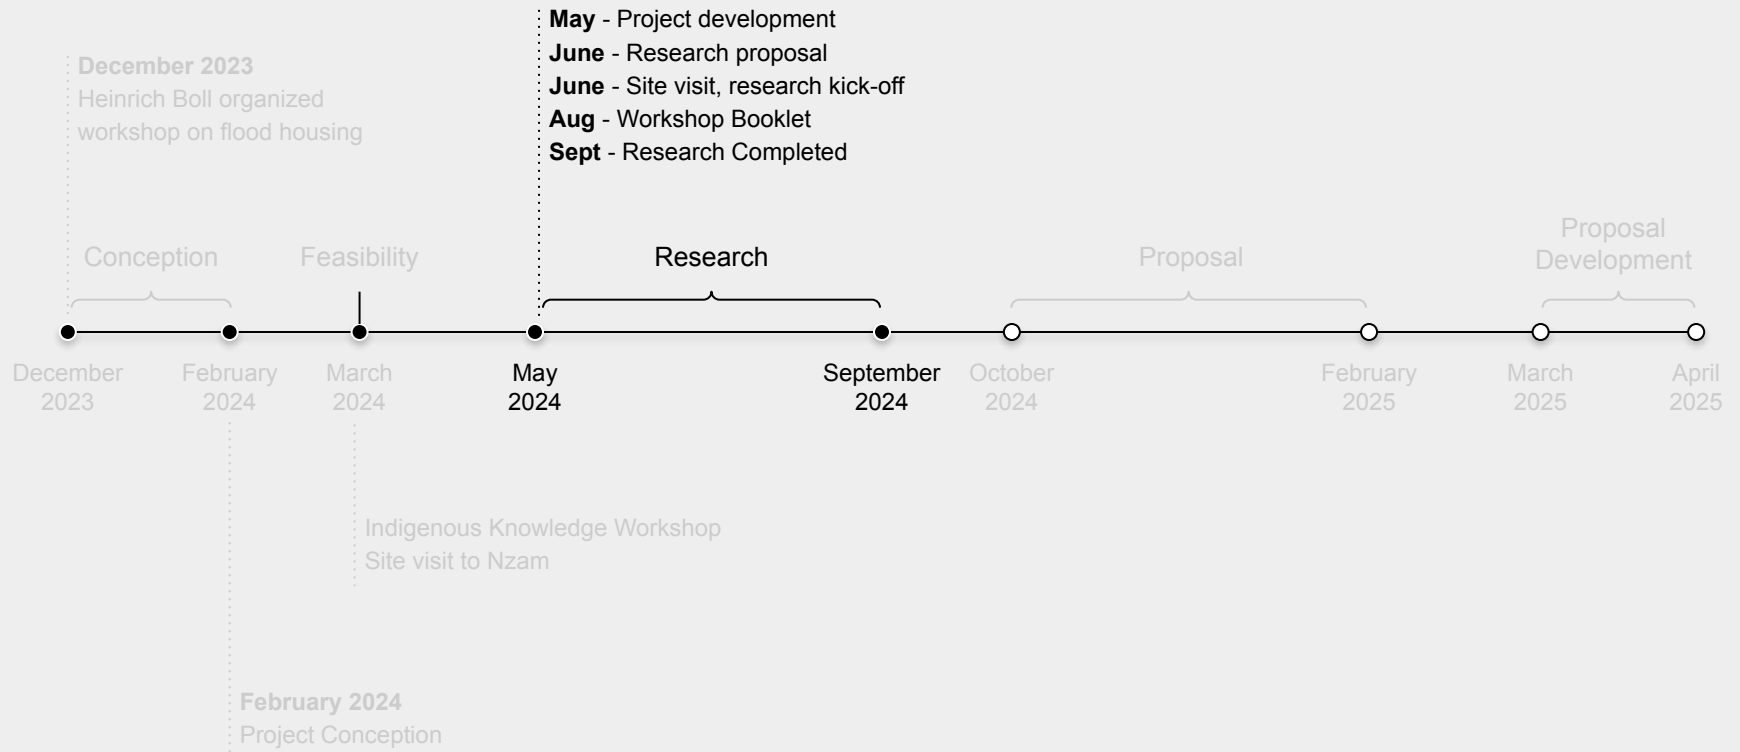 May - Project development
June - Research proposal
June - Site visit, research kick-off
Aug - Workshop Booklet
Sept - Research Completed
December 2023
Heinrich Boll organized
workshop on flood housing
Conception
Feasibility
Research
Proposal
Proposal
Development
December
2023
February
2024
March
2024
May
2024
September
2024
October
2024
February
2025
March
2025
April
2025
Indigenous Knowledge Workshop
Site visit to Nzam
February 2024
Project Conception